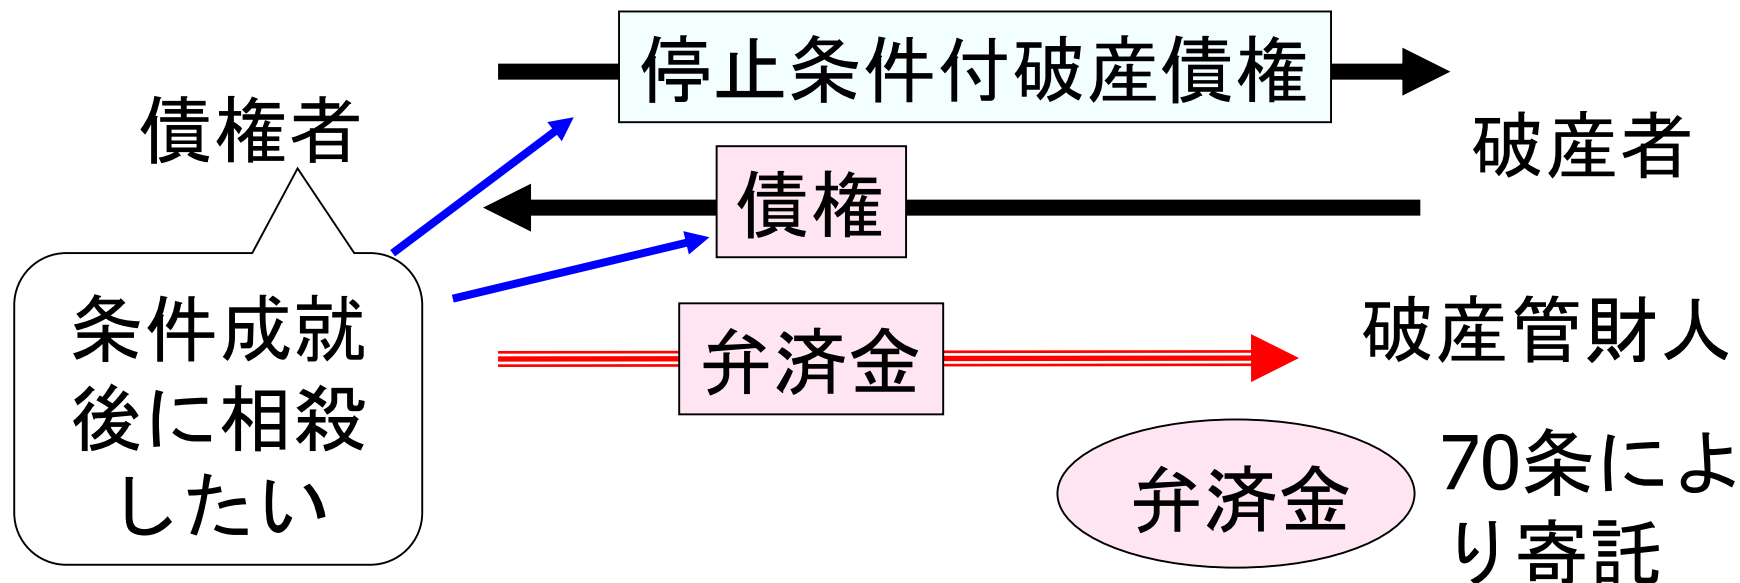 停止条件付破産債権
債権者
破産者
債権
条件成就
後に相殺
したい
弁済金
破産管財人
弁済金
70条によ
り寄託